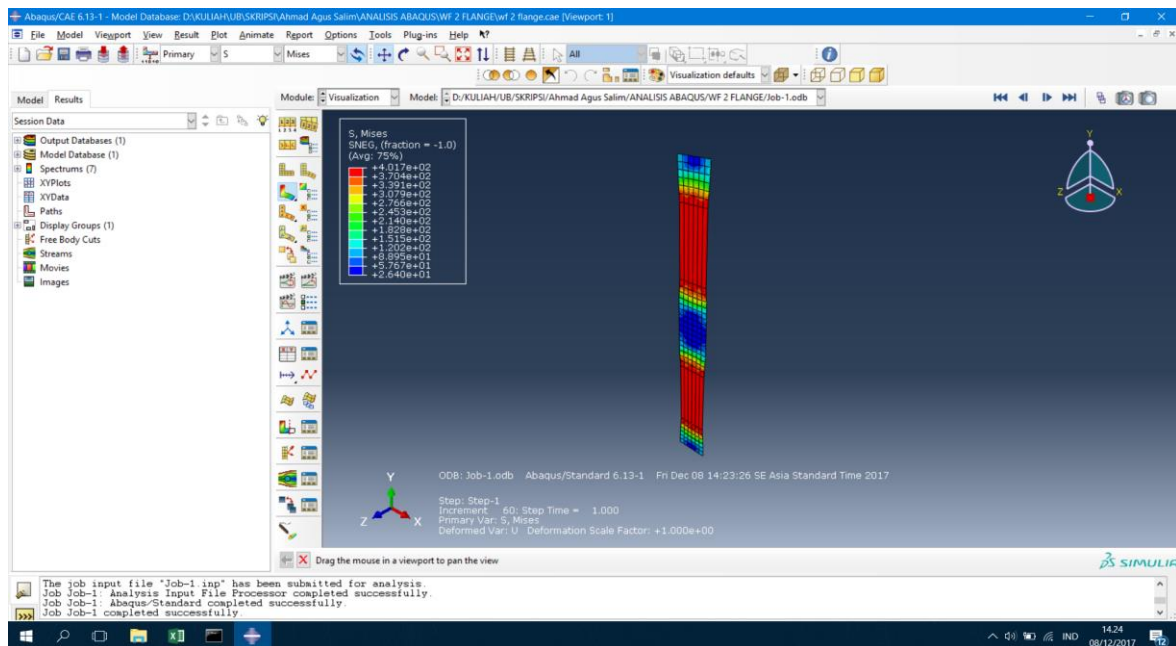 Abaqus/CAE 6.13-1 - Model Database: D:\KULIAH\UB\SKRIPSI\Ahmad Agus Salim\ANALISIS ABAQUS\WF 2 FLANGE\wf 2 flange.cae [Viewport: 1]
File Model Viewport View Result Plot Animate Report Options Tools Plug-ins Help
Primary S Mises All
Visualization defaults
Model Results
Module: Visualization Model: D:/KULIAH/UB/SKRIPSI/Ahmad Agus Salim/ANALISIS ABAQUS/WF 2 FLANGE/Job-1.odb
Session Data
Output Databases (1)
Model Database (1)
Spectrums (7)
XYPlots
XYData
Paths
Display Groups (1)
Free Body Cuts
Streams
Movies
Images
S, Mises
SNEG, (fraction = -1.0)
(Avg: 75%)
+4.017e+02
+3.704e+02
+3.391e+02
+3.079e+02
+2.766e+02
+2.453e+02
+2.140e+02
+1.828e+02
+1.515e+02
+1.202e+02
+8.895e+01
+5.767e+01
+2.640e+01
Y
Z X
Y
Z X
ODB: Job-1.odb Abaqus/Standard 6.13-1 Fri Dec 08 14:23:26 SE Asia Standard Time 2017
Step: Step-1
Increment 60: Step Time = 1.000
Primary Var: S, Mises
Deformed Var: U Deformation Scale Factor: +1.000e+00
Drag the mouse in a viewport to pan the view
SIMULIA
The job input file "Job-1.inp" has been submitted for analysis.
Job Job-1: Analysis Input File Processor completed successfully.
Job Job-1: Abaqus/Standard completed successfully.
Job Job-1 completed successfully.
IND
14.24
08/12/2017
12